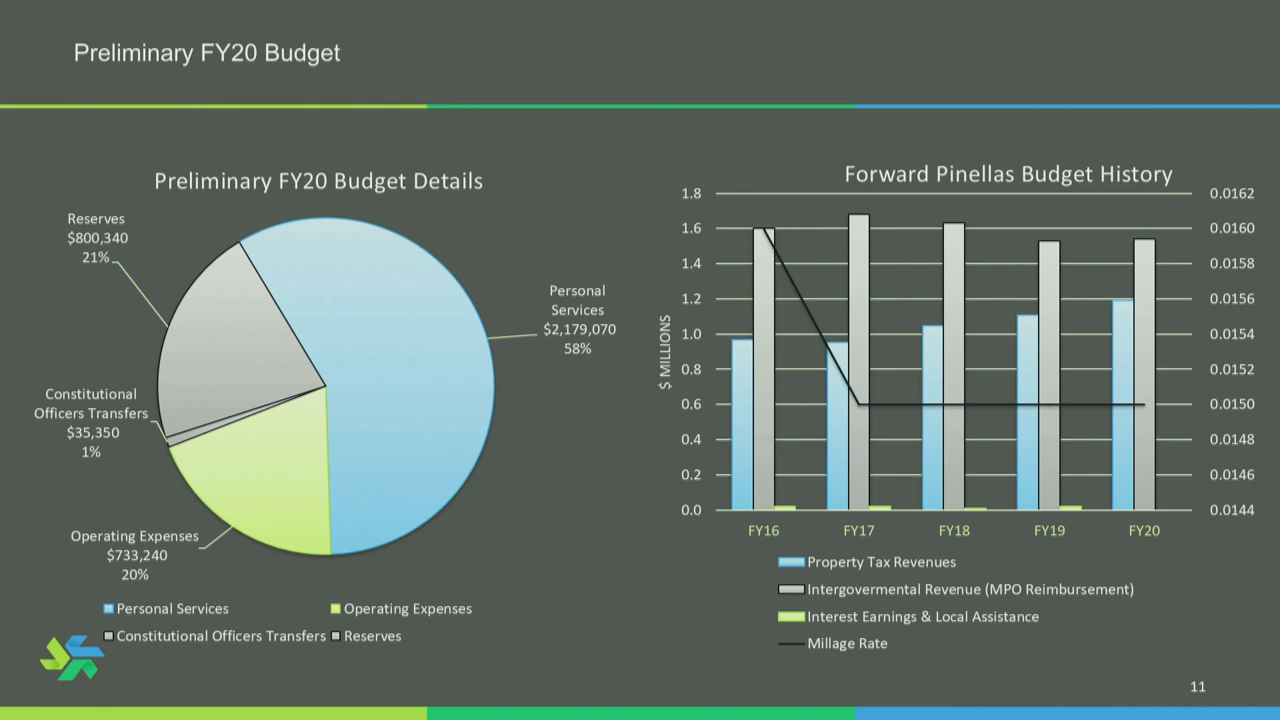 Preliminary FY20 Budget
Preliminary FY20 Budget Details
Reserves
$800,340
21%
Personal
Services
$2,179,070
58%
Constitutional
Officers Transfers
$35,350
1%
Operating Expenses
$733,240
20%
Personal Services
Operating Expenses
Constitutional Officers Transfers
Reserves
Forward Pinellas Budget History
$ MILLIONS
1.8
1.6
1.4
1.2
1.0
0.8
0.6
0.4
0.2
0.0
0.0162
0.0160
0.0158
0.0156
0.0154
0.0152
0.0150
0.0148
0.0146
0.0144
FY16
FY17
FY18
FY19
FY20
Property Tax Revenues
Intergovermental Revenue (MPO Reimbursement)
Interest Earnings & Local Assistance
Millage Rate
11